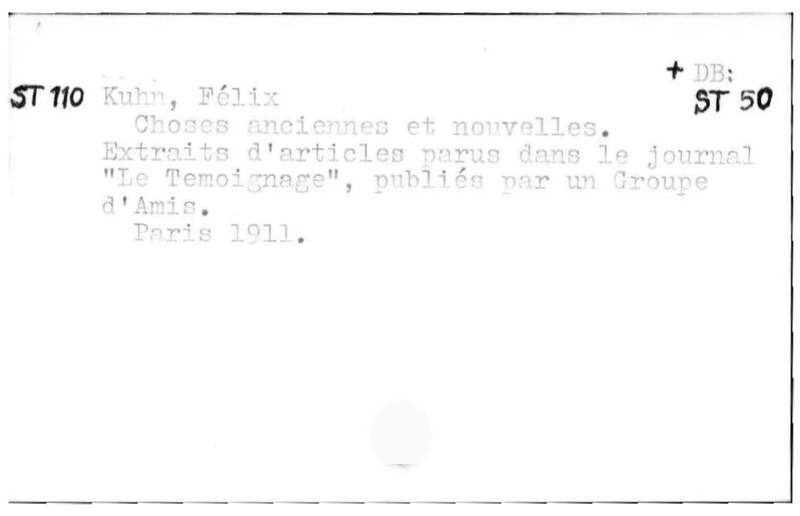 + DB:
ST 110 Kuhn, Félix ST 50
Choses anciennes et nouvelles.
Extraits d'articles parus dans le journal
"Le Temoignage", publiés par un Groupe
d'Amis.
Paris 1911.